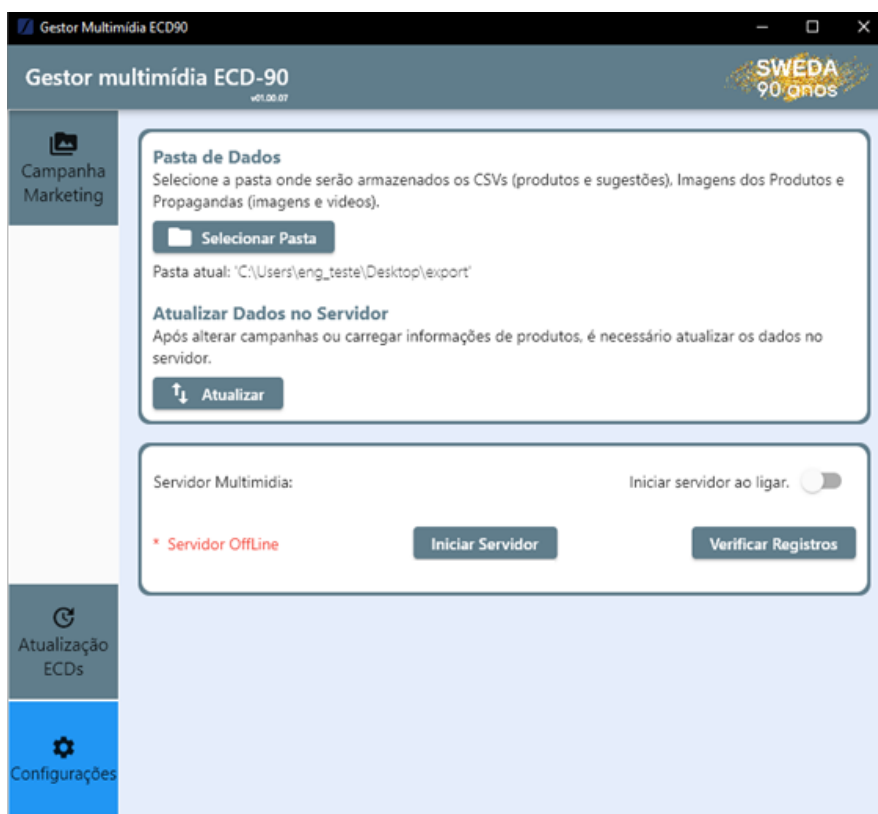 Gestor Multimídia ECD90
Gestor multimídia ECD-90
v01.00.07
SWEDA
90 anos
Campanha
Marketing
Pasta de Dados
Selecione a pasta onde serão armazenados os CSVs (produtos e sugestões), Imagens dos Produtos e
Propagandas (imagens e videos).
Selecionar Pasta
Pasta atual: 'C:\Users\eng_teste\Desktop\export'
Atualizar Dados no Servidor
Após alterar campanhas ou carregar informações de produtos, é necessário atualizar os dados no
servidor.
Atualizar
Servidor Multimidia:
Iniciar servidor ao ligar.
* Servidor OffLine
Iniciar Servidor
Verificar Registros
Atualização
ECDs
Configurações